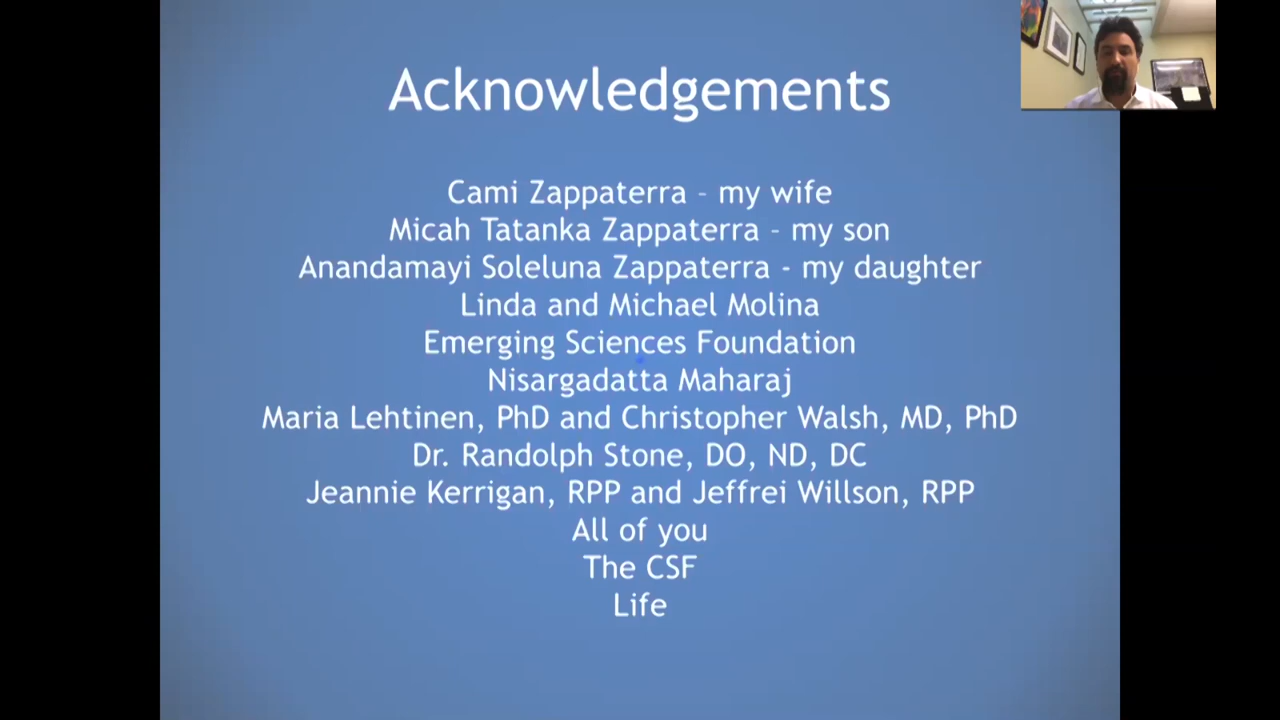 Acknowledgements
Cami Zappaterra – my wife
Micah Tatanka Zappaterra – my son
Anandamayi Soleluna Zappaterra - my daughter
Linda and Michael Molina
Emerging Sciences Foundation
Nisargadatta Maharaj
Maria Lehtinen, PhD and Christopher Walsh, MD, PhD
Dr. Randolph Stone, DO, ND, DC
Jeannie Kerrigan, RPP and Jeffrei Willson, RPP
All of you
The CSF
Life